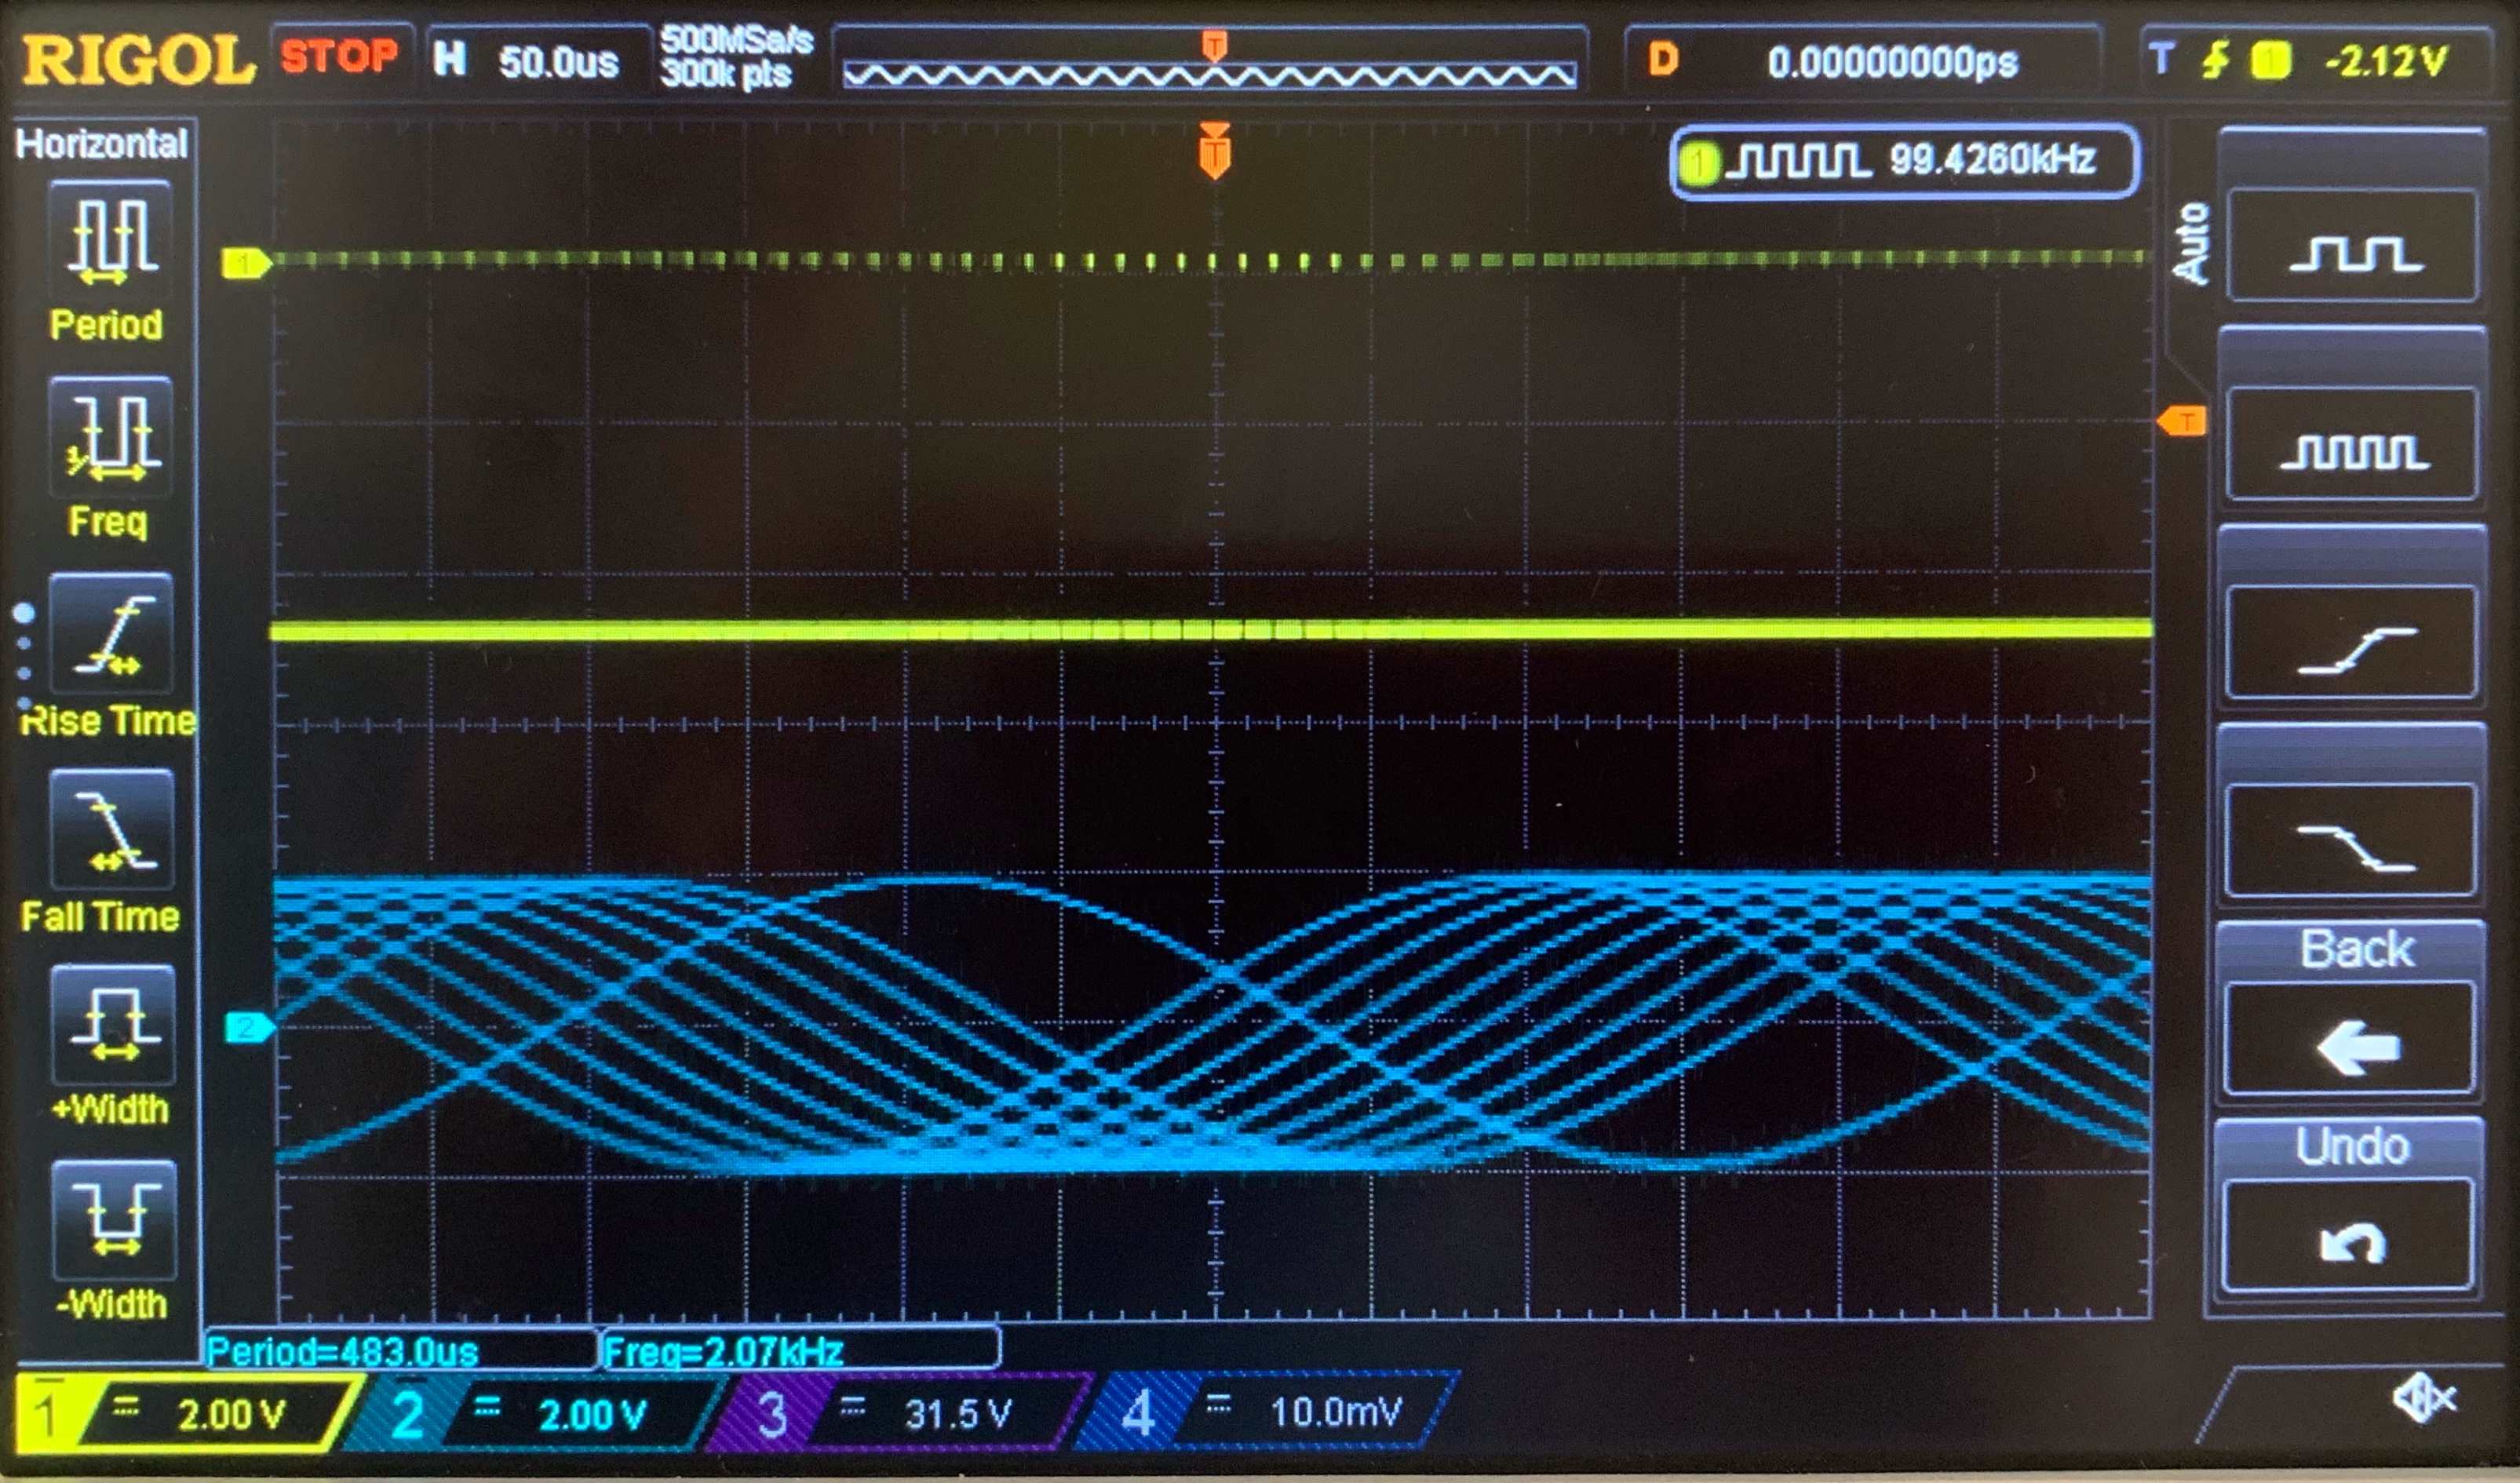 RIGOL STOP H 50.0us 500MSa/s D 0.00000000ps T 1 -2.12V
300k pts
T
Horizontal
T
1 99.4260kHz
Auto
1
Period
T
Freq
Rise Time
Fall Time
Back
2
+Width
Undo
-Width
Period=483.0us Freq=2.07kHz
1 2.00 V 2 2.00 V 3 31.5 V 4 10.0mV